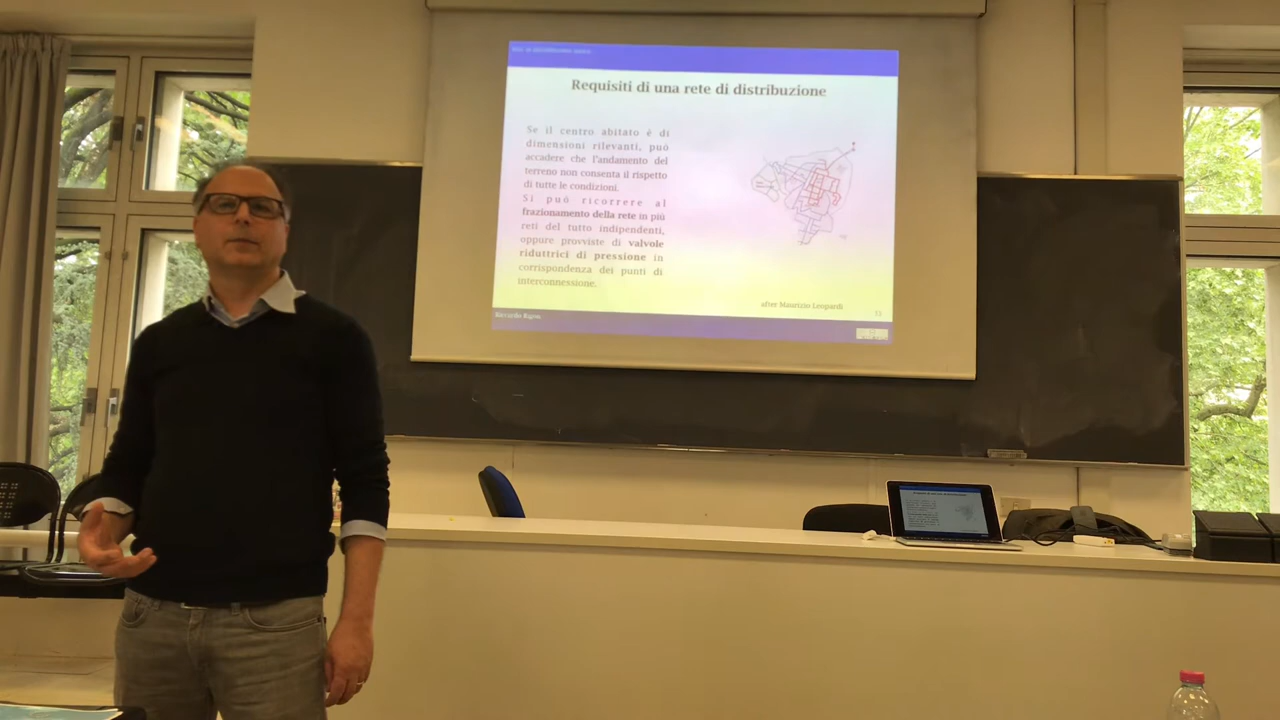 Requisiti di una rete di distribuzione
Se il centro abitato è di
dimensioni rilevanti, può
accadere che l'andamento del
terreno non consenta il rispetto
di tutte le condizioni.
Si può ricorrere al
frazionamento della rete in più
reti del tutto indipendenti,
oppure provviste di valvole
riduttrici di pressione in
corrispondenza dei punti di
interconnessione.
after Maurizio Leopardi
Riccardo Rigon